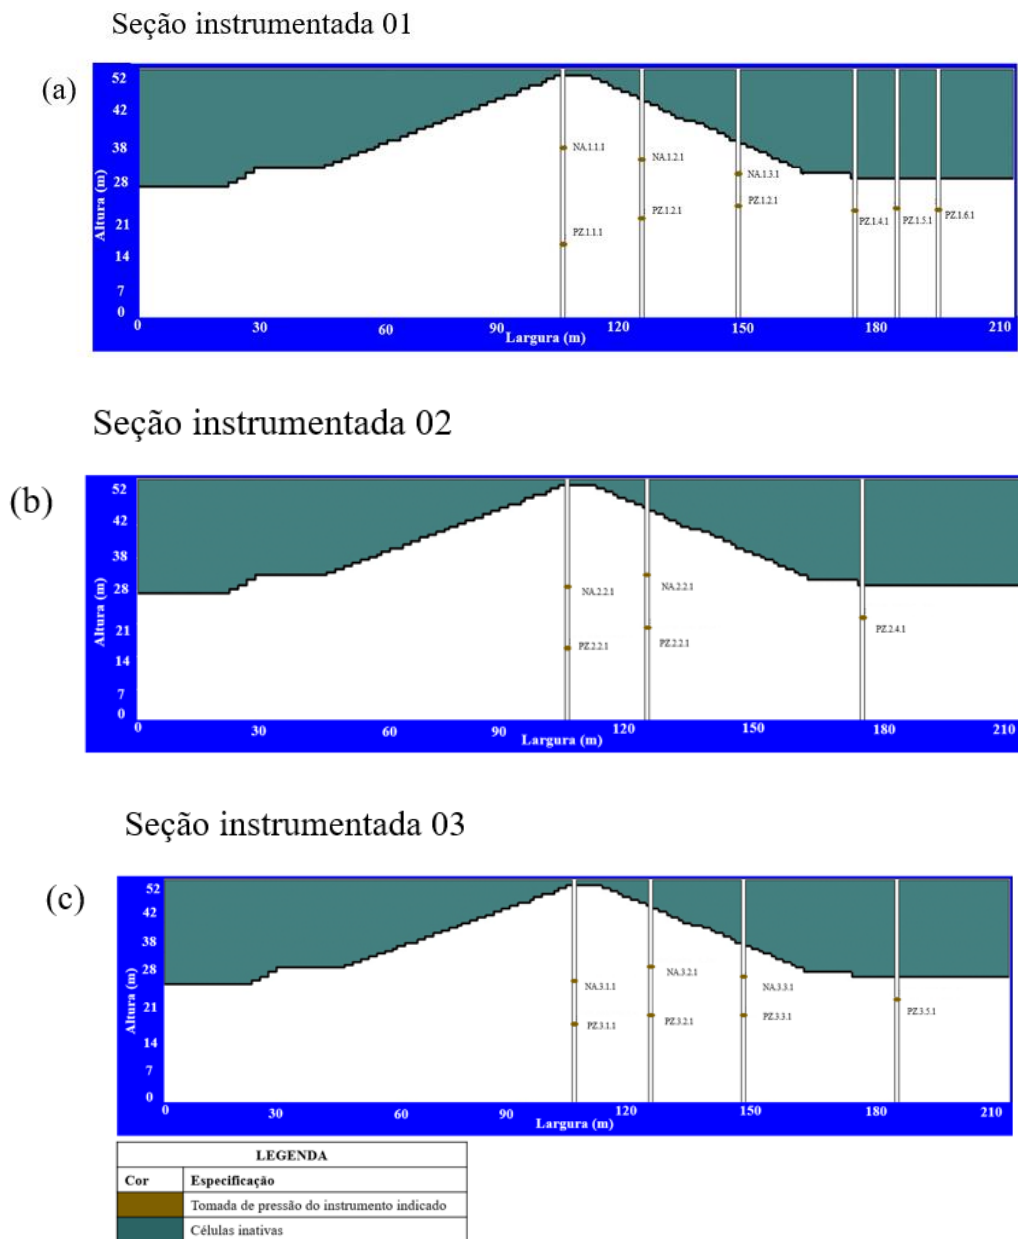 Seção instrumentada 01
(a)
Altura (m)
52
42
38
28
21
14
7
0
NA.1.1.1
PZ.1.1.1
NA.1.2.1
PZ.1.2.1
NA.1.3.1
PZ.1.2.1
PZ.1.4.1
PZ.1.5.1
PZ.1.6.1
0 30 60 90 120 150 180 210
Largura (m)
Seção instrumentada 02
(b)
Altura (m)
52
42
38
28
21
14
7
0
NA.2.2.1
PZ.2.2.1
NA.2.2.1
PZ.2.2.1
PZ.2.4.1
0 30 60 90 120 150 180 210
Largura (m)
Seção instrumentada 03
(c)
Altura (m)
52
42
38
28
21
14
7
0
NA.3.1.1
PZ.3.1.1
NA.3.2.1
PZ.3.2.1
NA.3.3.1
PZ.3.3.1
PZ.3.5.1
0 30 60 90 120 150 180 210
Largura (m)
LEGENDA
Cor Especificação
Tomada de pressão do instrumento indicado
Células inativas